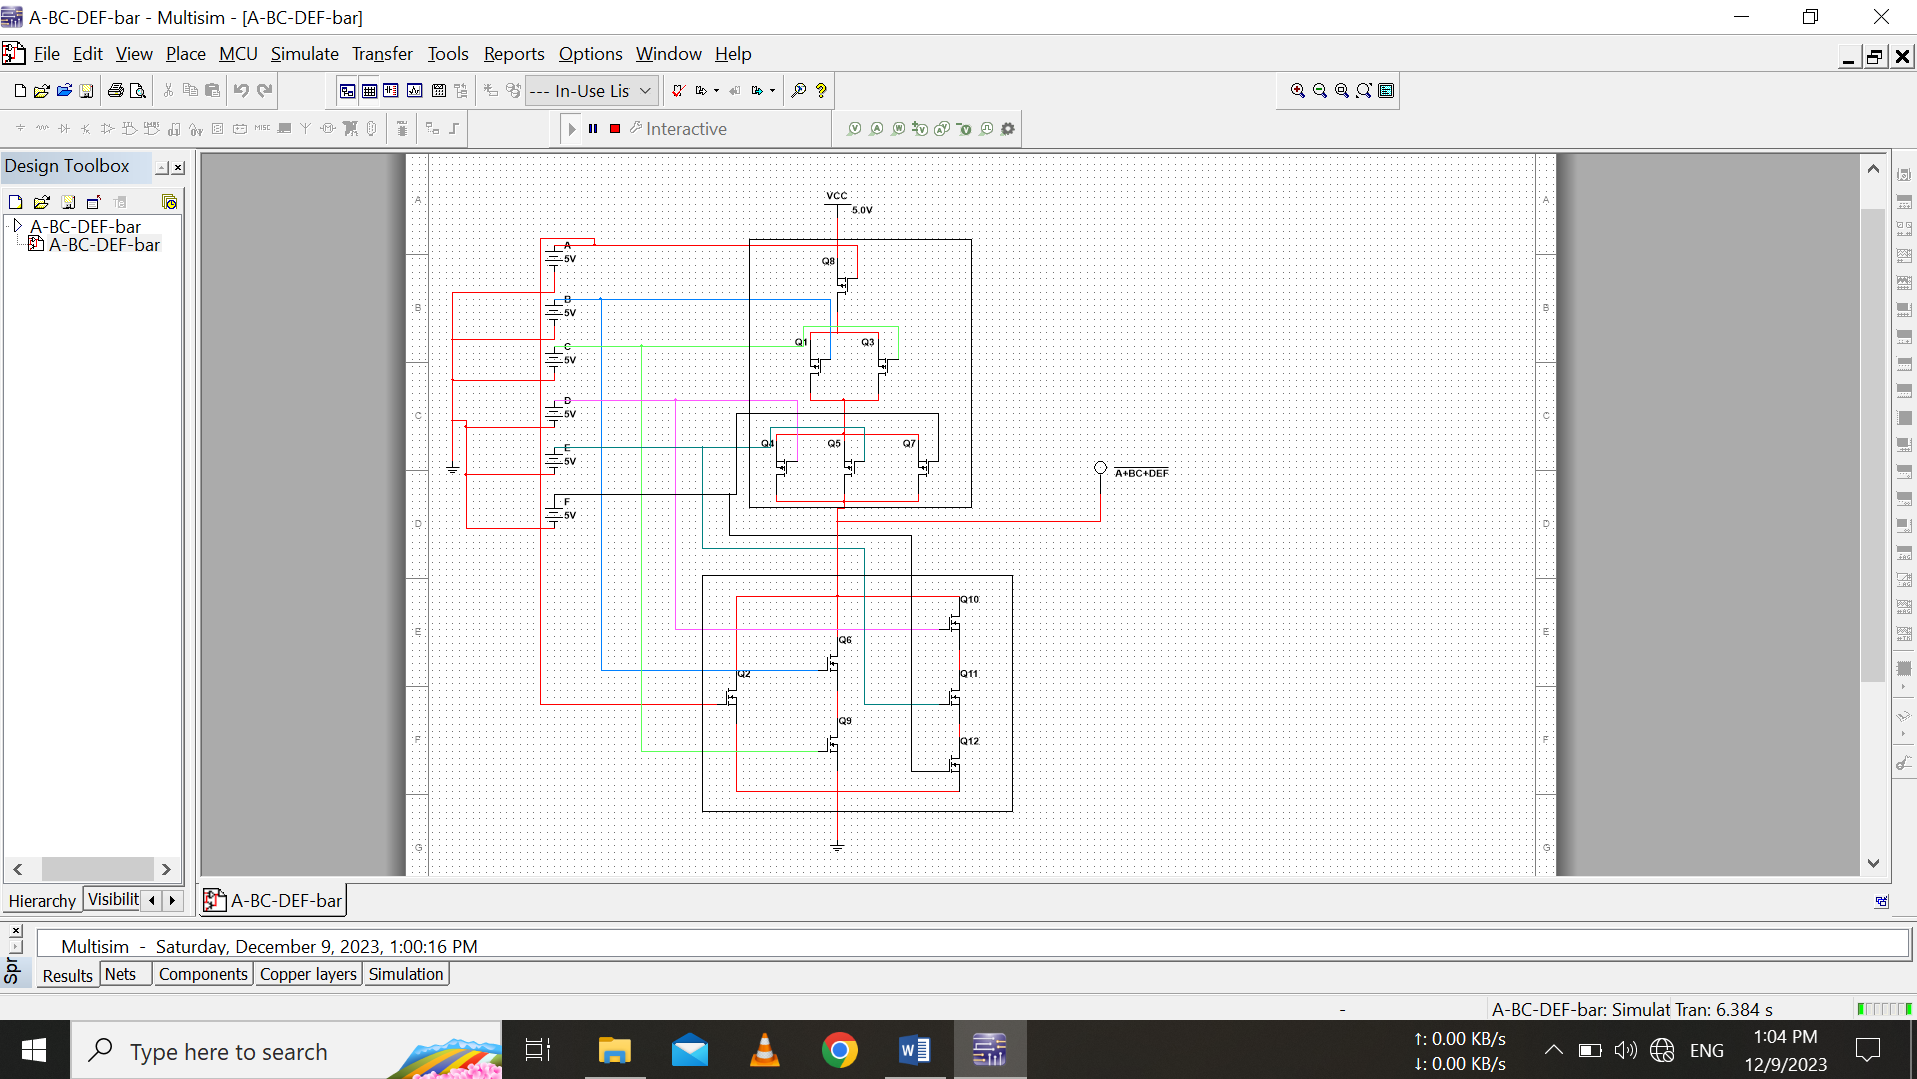 A-BC-DEF-bar - Multisim - [A-BC-DEF-bar]
File Edit View Place MCU Simulate Transfer Tools Reports Options Window Help
--- In-Use Lis
MISC
Interactive
Design Toolbox
A-BC-DEF-bar
A-BC-DEF-bar
Hierarchy Visibilit
A
B
C
D
E
F
G
A
B
C
D
E
F
G
VCC
5.0V
A
5V
B
5V
C
5V
D
5V
E
5V
F
5V
Q8
Q1
Q3
Q4
Q5
Q7
A+BC+DEF
Q10
Q6
Q2
Q11
Q9
Q12
A-BC-DEF-bar
Multisim - Saturday, December 9, 2023, 1:00:16 PM
Spr
Results Nets Components Copper layers Simulation
- A-BC-DEF-bar: Simulat Tran: 6.384 s
Type here to search
↑: 0.00 KB/s
↓: 0.00 KB/s
ENG
1:04 PM
12/9/2023